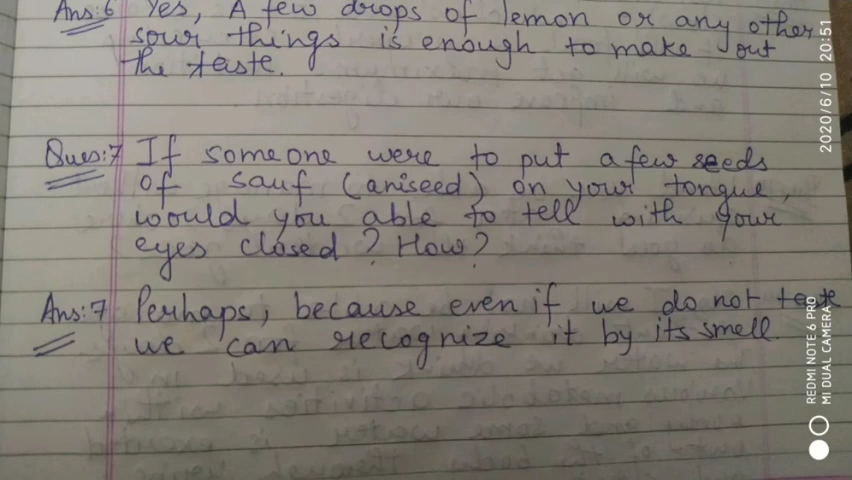 Ans:6 Yes, A few drops of lemon or any other
sour things is enough to make out
the taste.
Ques:7 If someone were to put a few seeds
of sauf (aniseed) on your tongue,
would you able to tell with your
eyes closed? How?
Ans:7 Perhaps, because even if we do not taste
we can recognize it by its smell
2020/6/10 20:51
REDMI NOTE 6 PRO
MI DUAL CAMERA